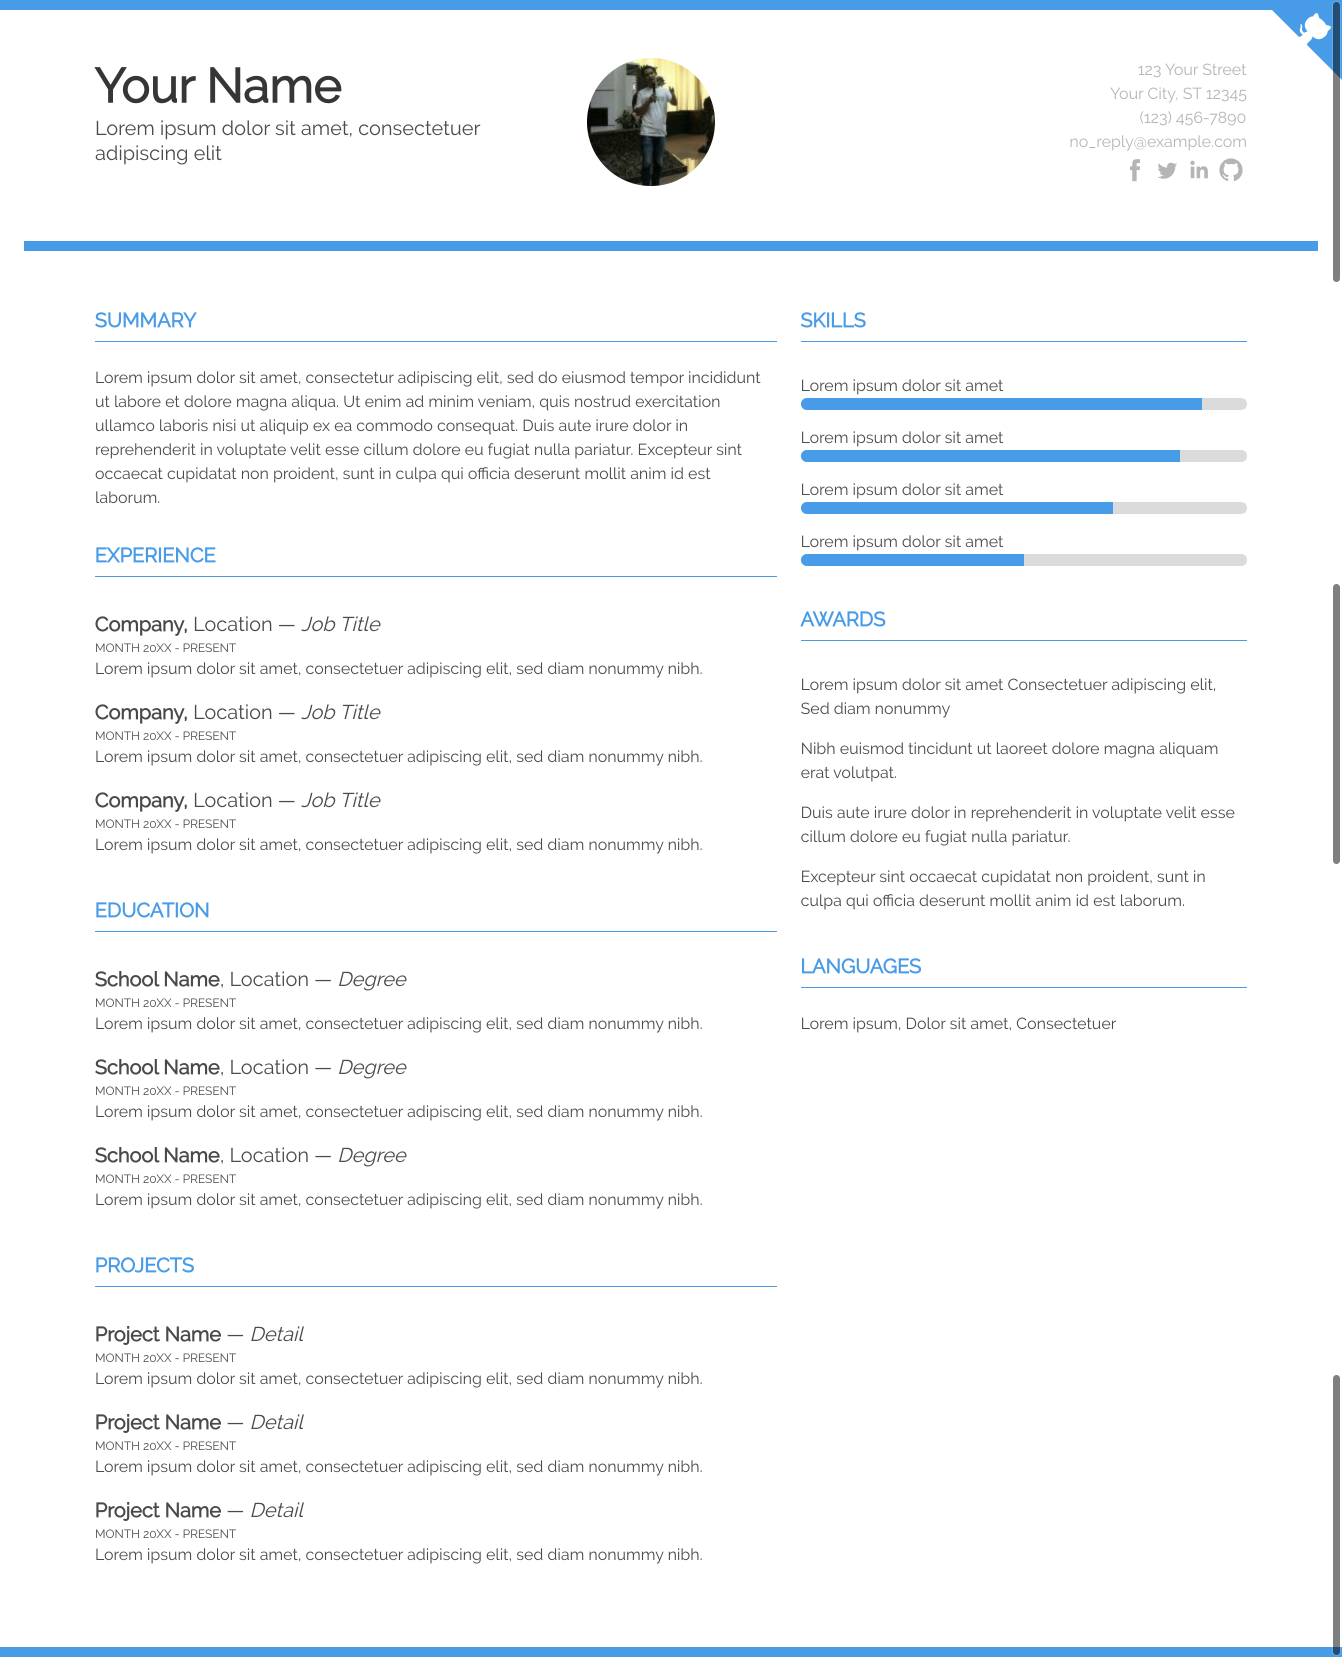 Your Name
Lorem ipsum dolor sit amet, consectetuer
adipiscing elit
123 Your Street
Your City, ST 12345
(123) 456-7890
no_reply@example.com
SUMMARY
Lorem ipsum dolor sit amet, consectetur adipiscing elit, sed do eiusmod tempor incididunt
ut labore et dolore magna aliqua. Ut enim ad minim veniam, quis nostrud exercitation
ullamco laboris nisi ut aliquip ex ea commodo consequat. Duis aute irure dolor in
reprehenderit in voluptate velit esse cillum dolore eu fugiat nulla pariatur. Excepteur sint
occaecat cupidatat non proident, sunt in culpa qui officia deserunt mollit anim id est
laborum.
EXPERIENCE
Company, Location — Job Title
MONTH 20XX - PRESENT
Lorem ipsum dolor sit amet, consectetuer adipiscing elit, sed diam nonummy nibh.
Company, Location — Job Title
MONTH 20XX - PRESENT
Lorem ipsum dolor sit amet, consectetuer adipiscing elit, sed diam nonummy nibh.
Company, Location — Job Title
MONTH 20XX - PRESENT
Lorem ipsum dolor sit amet, consectetuer adipiscing elit, sed diam nonummy nibh.
EDUCATION
School Name, Location — Degree
MONTH 20XX - PRESENT
Lorem ipsum dolor sit amet, consectetuer adipiscing elit, sed diam nonummy nibh.
School Name, Location — Degree
MONTH 20XX - PRESENT
Lorem ipsum dolor sit amet, consectetuer adipiscing elit, sed diam nonummy nibh.
School Name, Location — Degree
MONTH 20XX - PRESENT
Lorem ipsum dolor sit amet, consectetuer adipiscing elit, sed diam nonummy nibh.
PROJECTS
Project Name — Detail
MONTH 20XX - PRESENT
Lorem ipsum dolor sit amet, consectetuer adipiscing elit, sed diam nonummy nibh.
Project Name — Detail
MONTH 20XX - PRESENT
Lorem ipsum dolor sit amet, consectetuer adipiscing elit, sed diam nonummy nibh.
Project Name — Detail
MONTH 20XX - PRESENT
Lorem ipsum dolor sit amet, consectetuer adipiscing elit, sed diam nonummy nibh.
SKILLS
Lorem ipsum dolor sit amet
Lorem ipsum dolor sit amet
Lorem ipsum dolor sit amet
Lorem ipsum dolor sit amet
AWARDS
Lorem ipsum dolor sit amet Consectetuer adipiscing elit,
Sed diam nonummy
Nibh euismod tincidunt ut laoreet dolore magna aliquam
erat volutpat.
Duis aute irure dolor in reprehenderit in voluptate velit esse
cillum dolore eu fugiat nulla pariatur.
Excepteur sint occaecat cupidatat non proident, sunt in
culpa qui officia deserunt mollit anim id est laborum.
LANGUAGES
Lorem ipsum, Dolor sit amet, Consectetuer